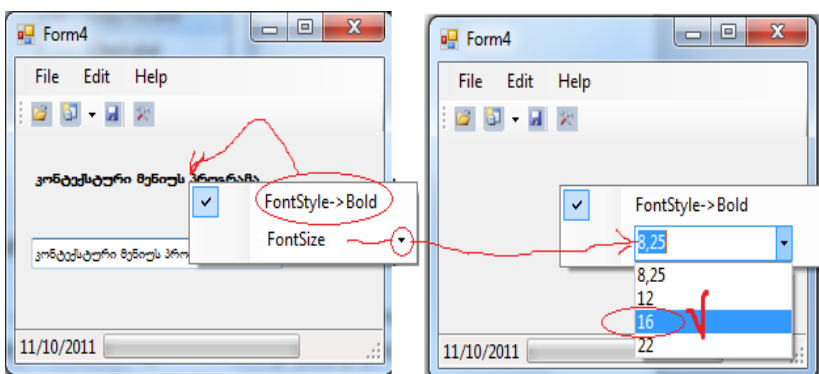 Form4
File Edit Help
კონტექსტური მენიუს პროგრამა
FontStyle->Bold
FontSize
კონტექსტური მენიუს
11/10/2011
Form4
File Edit Help
FontStyle->Bold
8,25
8,25
12
16
22
11/10/2011